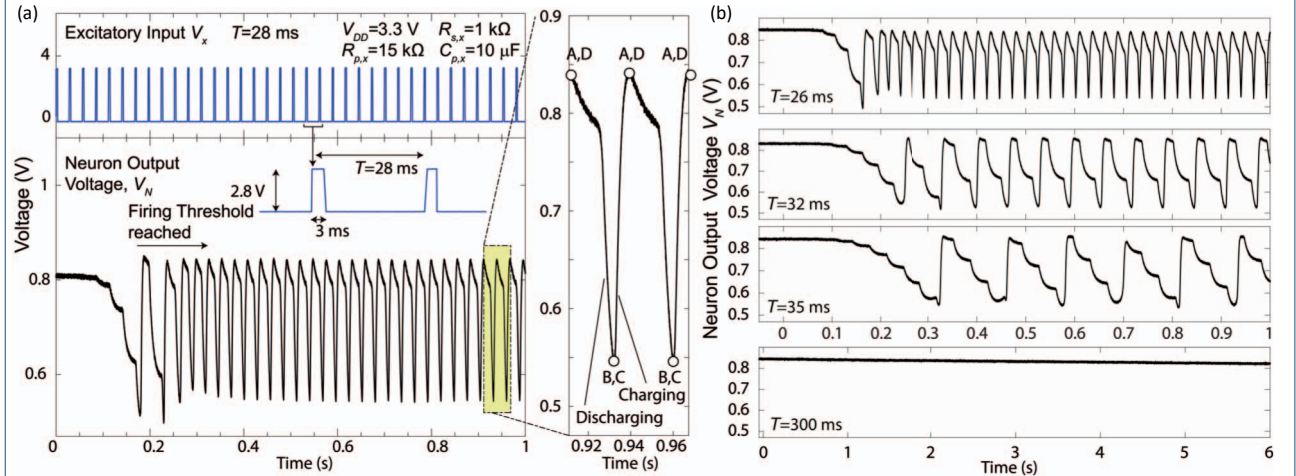 (a)
Excitatory Input Vx T=28 ms
VDD=3.3 V Rs,x=1 kΩ
Rp,x=15 kΩ Cp,x=10 μF
4
0
Neuron Output
Voltage, VN
T=28 ms
2.8 V
3 ms
Firing Threshold
reached
Voltage (V)
1
0.8
0.6
0 0.2 0.4 0.6 0.8 1
Time (s)
0.9
0.8
0.7
0.6
0.5
A,D A,D A,D
B,C B,C
Charging
Discharging
0.92 0.94 0.96
Time (s)
(b)
Neuron Output Voltage VN (V)
0.8
0.7
0.6
0.5
T=26 ms
0.8
0.7
0.6
0.5
T=32 ms
0.8
0.7
0.6
0.5
T=35 ms
0 0.1 0.2 0.3 0.4 0.5 0.6 0.7 0.8 0.9 1
0.8
0.7
0.6
0.5
T=300 ms
0 1 2 3 4 5 6
Time (s)